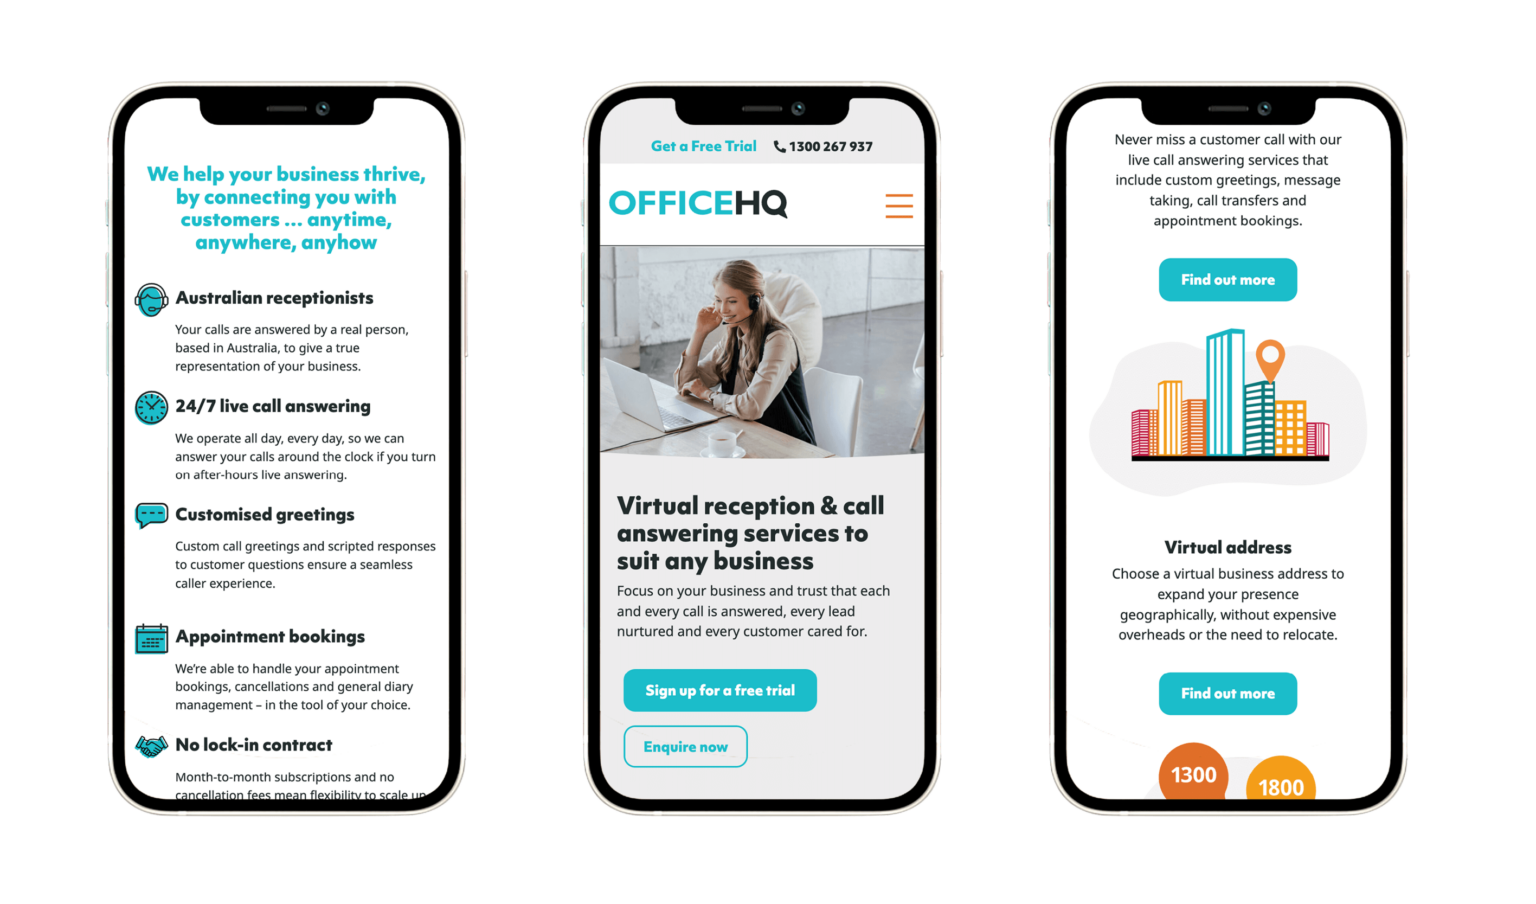 We help your business thrive,
by connecting you with
customers ... anytime,
anywhere, anyhow
Australian receptionists
Your calls are answered by a real person,
based in Australia, to give a true
representation of your business.
24/7 live call answering
We operate all day, every day, so we can
answer your calls around the clock if you turn
on after-hours live answering.
Customised greetings
Custom call greetings and scripted responses
to customer questions ensure a seamless
caller experience.
Appointment bookings
We're able to handle your appointment
bookings, cancellations and general diary
management – in the tool of your choice.
No lock-in contract
Month-to-month subscriptions and no
cancellation fees mean flexibility to scale up
Get a Free Trial 1300 267 937
OFFICEHQ
Virtual reception & call
answering services to
suit any business
Focus on your business and trust that each
and every call is answered, every lead
nurtured and every customer cared for.
Sign up for a free trial
Enquire now
Never miss a customer call with our
live call answering services that
include custom greetings, message
taking, call transfers and
appointment bookings.
Find out more
Virtual address
Choose a virtual business address to
expand your presence
geographically, without expensive
overheads or the need to relocate.
Find out more
1300
1800